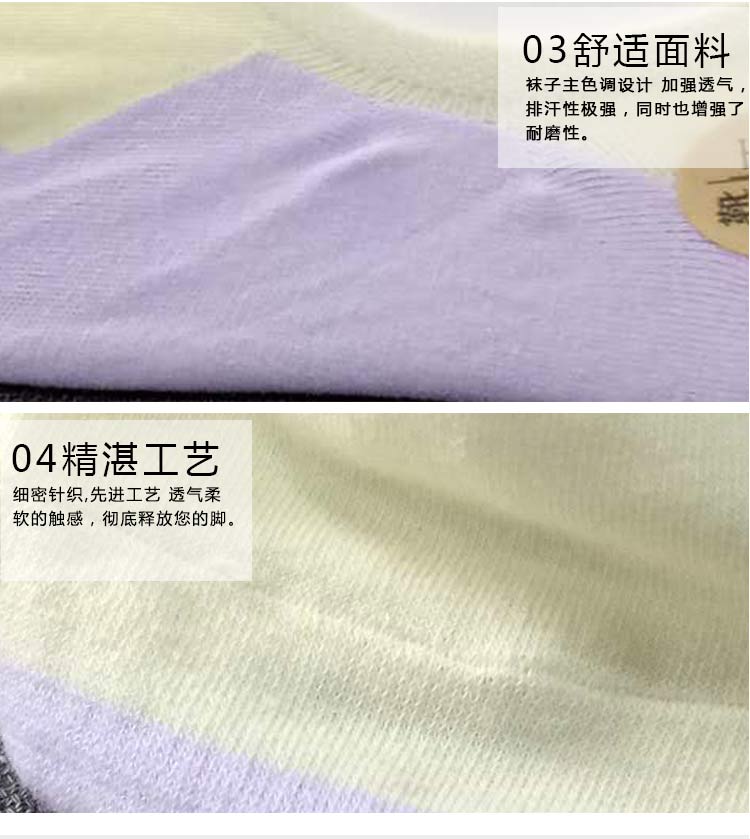 03舒适面料
袜子主色调设计 加强透气，
排汗性极强，同时也增强了
耐磨性。
04精湛工艺
细密针织,先进工艺 透气柔
软的触感，彻底释放您的脚。